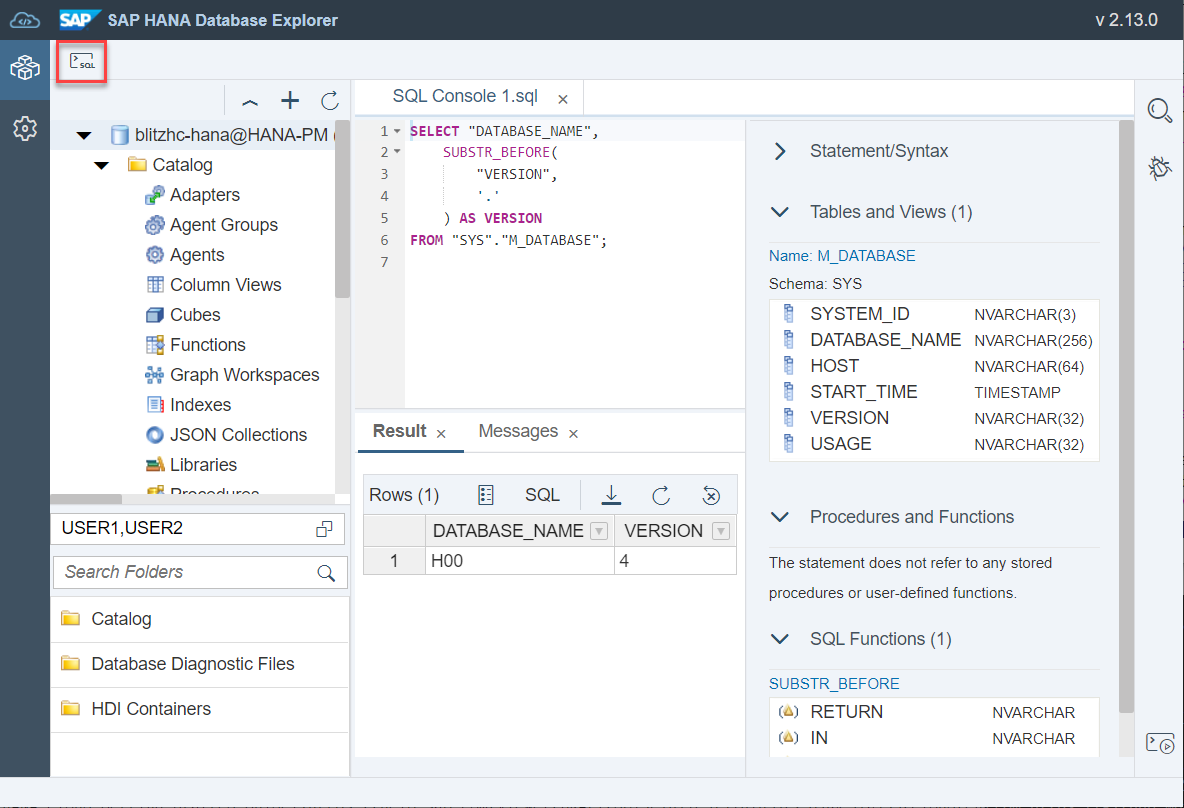 SAP SAP HANA Database Explorer
v 2.13.0
SQL
blitzhc-hana@HANA-PM (
Catalog
Adapters
Agent Groups
Agents
Column Views
Cubes
Functions
Graph Workspaces
Indexes
JSON Collections
Libraries
Procedures
USER1,USER2
Search Folders
Catalog
Database Diagnostic Files
HDI Containers
SQL Console 1.sql
1 SELECT "DATABASE_NAME",
2 SUBSTR_BEFORE(
3 "VERSION",
4 '.'
5 ) AS VERSION
6 FROM "SYS"."M_DATABASE";
7
Result
Messages
Rows (1)
SQL
DATABASE_NAME VERSION
1 H00 4
Statement/Syntax
Tables and Views (1)
Name: M_DATABASE
Schema: SYS
SYSTEM_ID NVARCHAR(3)
DATABASE_NAME NVARCHAR(256)
HOST NVARCHAR(64)
START_TIME TIMESTAMP
VERSION NVARCHAR(32)
USAGE NVARCHAR(32)
Procedures and Functions
The statement does not refer to any stored
procedures or user-defined functions.
SQL Functions (1)
SUBSTR_BEFORE
RETURN NVARCHAR
IN NVARCHAR